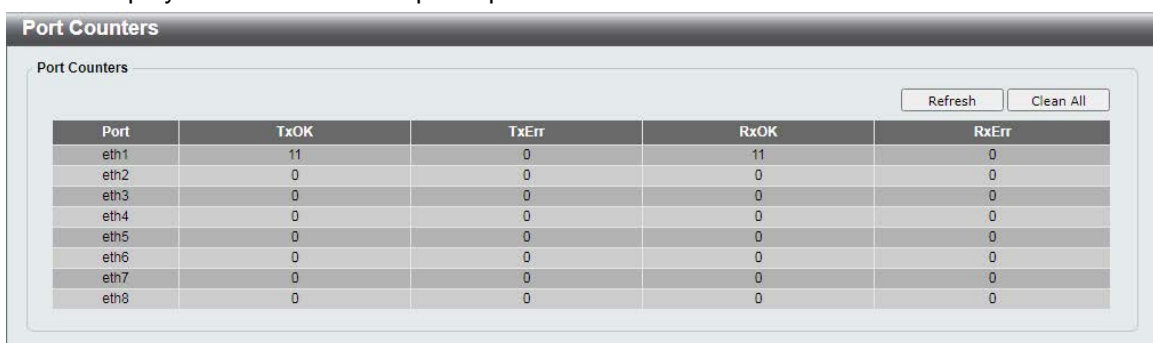 Port Counters
Port Counters
Refresh Clean All
Port TxOK TxErr RxOK RxErr
eth1 11 0 11 0
eth2 0 0 0 0
eth3 0 0 0 0
eth4 0 0 0 0
eth5 0 0 0 0
eth6 0 0 0 0
eth7 0 0 0 0
eth8 0 0 0 0